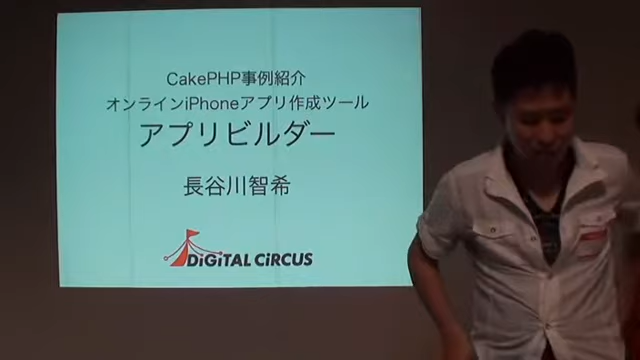 CakePHP事例紹介
オンラインiPhoneアプリ作成ツール
アプリビルダー
長谷川智希
DiGiTAL CiRCUS